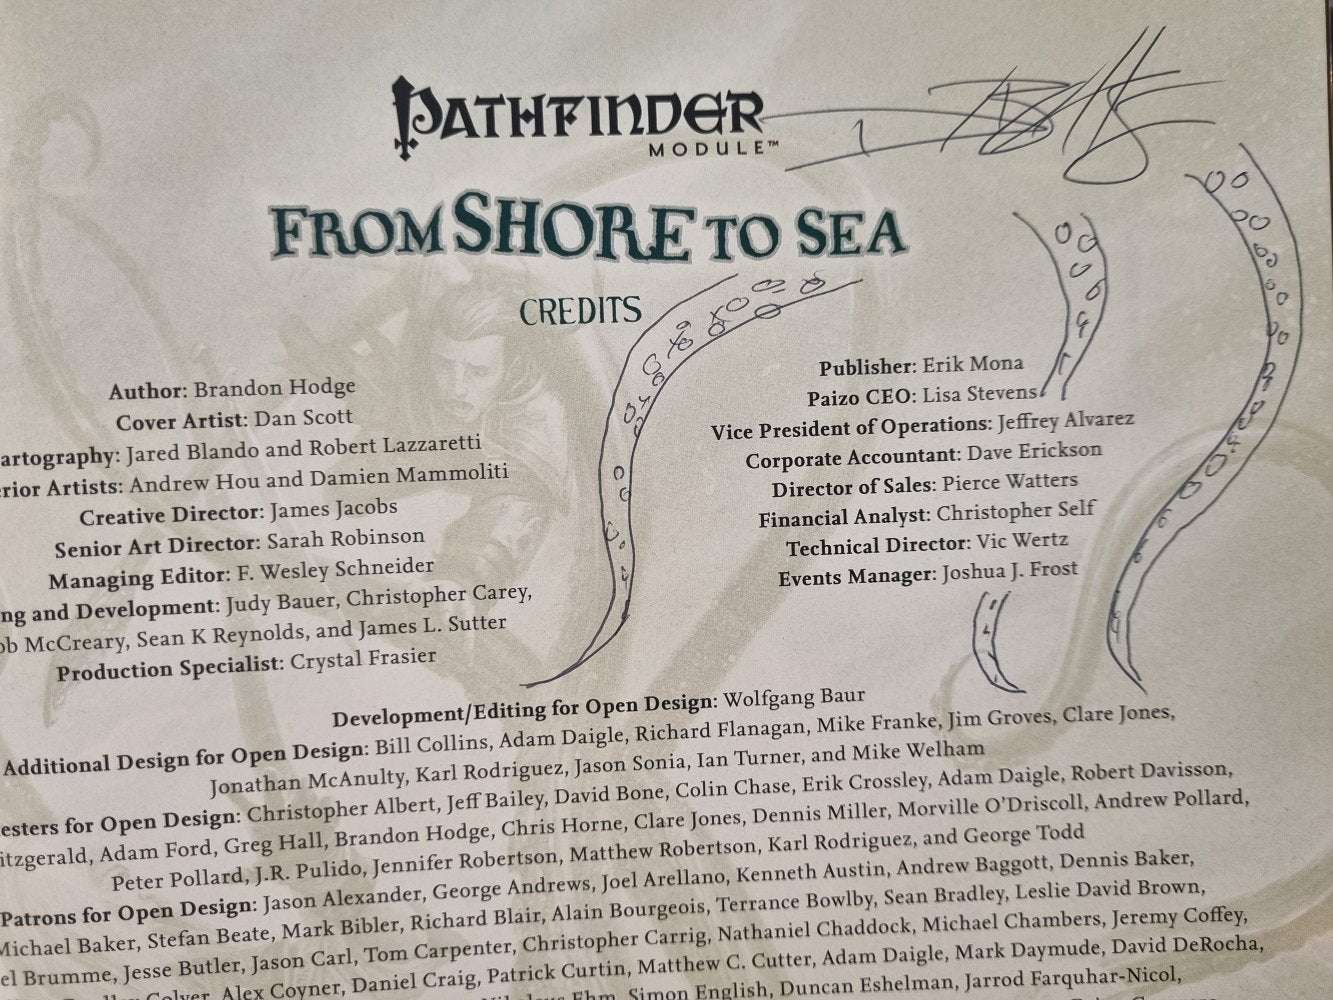 PATHFINDER
MODULE™
FROM SHORE TO SEA
CREDITS
Author: Brandon Hodge
Cover Artist: Dan Scott
artography: Jared Blando and Robert Lazzaretti
rior Artists: Andrew Hou and Damien Mammoliti
Creative Director: James Jacobs
Senior Art Director: Sarah Robinson
Managing Editor: F. Wesley Schneider
ng and Development: Judy Bauer, Christopher Carey,
ob McCreary, Sean K Reynolds, and James L. Sutter
Production Specialist: Crystal Frasier
Publisher: Erik Mona
Paizo CEO: Lisa Stevens
Vice President of Operations: Jeffrey Alvarez
Corporate Accountant: Dave Erickson
Director of Sales: Pierce Watters
Financial Analyst: Christopher Self
Technical Director: Vic Wertz
Events Manager: Joshua J. Frost
Development/Editing for Open Design: Wolfgang Baur
Additional Design for Open Design: Bill Collins, Adam Daigle, Richard Flanagan, Mike Franke, Jim Groves, Clare Jones,
Jonathan McAnulty, Karl Rodriguez, Jason Sonia, Ian Turner, and Mike Welham
esters for Open Design: Christopher Albert, Jeff Bailey, David Bone, Colin Chase, Erik Crossley, Adam Daigle, Robert Davisson,
itzgerald, Adam Ford, Greg Hall, Brandon Hodge, Chris Horne, Clare Jones, Dennis Miller, Morville O'Driscoll, Andrew Pollard,
Peter Pollard, J.R. Pulido, Jennifer Robertson, Matthew Robertson, Karl Rodriguez, and George Todd
Patrons for Open Design: Jason Alexander, George Andrews, Joel Arellano, Kenneth Austin, Andrew Baggott, Dennis Baker,
Michael Baker, Stefan Beate, Mark Bibler, Richard Blair, Alain Bourgeois, Terrance Bowlby, Sean Bradley, Leslie David Brown,
el Brumme, Jesse Butler, Jason Carl, Tom Carpenter, Christopher Carrig, Nathaniel Chaddock, Michael Chambers, Jeremy Coffey,
Colyer, Alex Coyner, Daniel Craig, Patrick Curtin, Matthew C. Cutter, Adam Daigle, Mark Daymude, David DeRocha,
Ehm, Simon English, Duncan Eshelman, Jarrod Farquhar-Nicol,